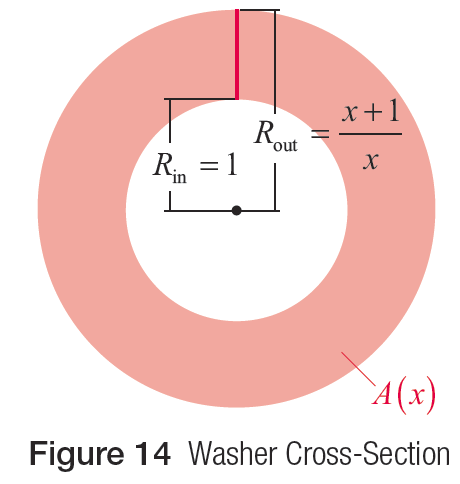 R_out = (x+1)/x
R_in = 1
A(x)
Figure 14 Washer Cross-Section